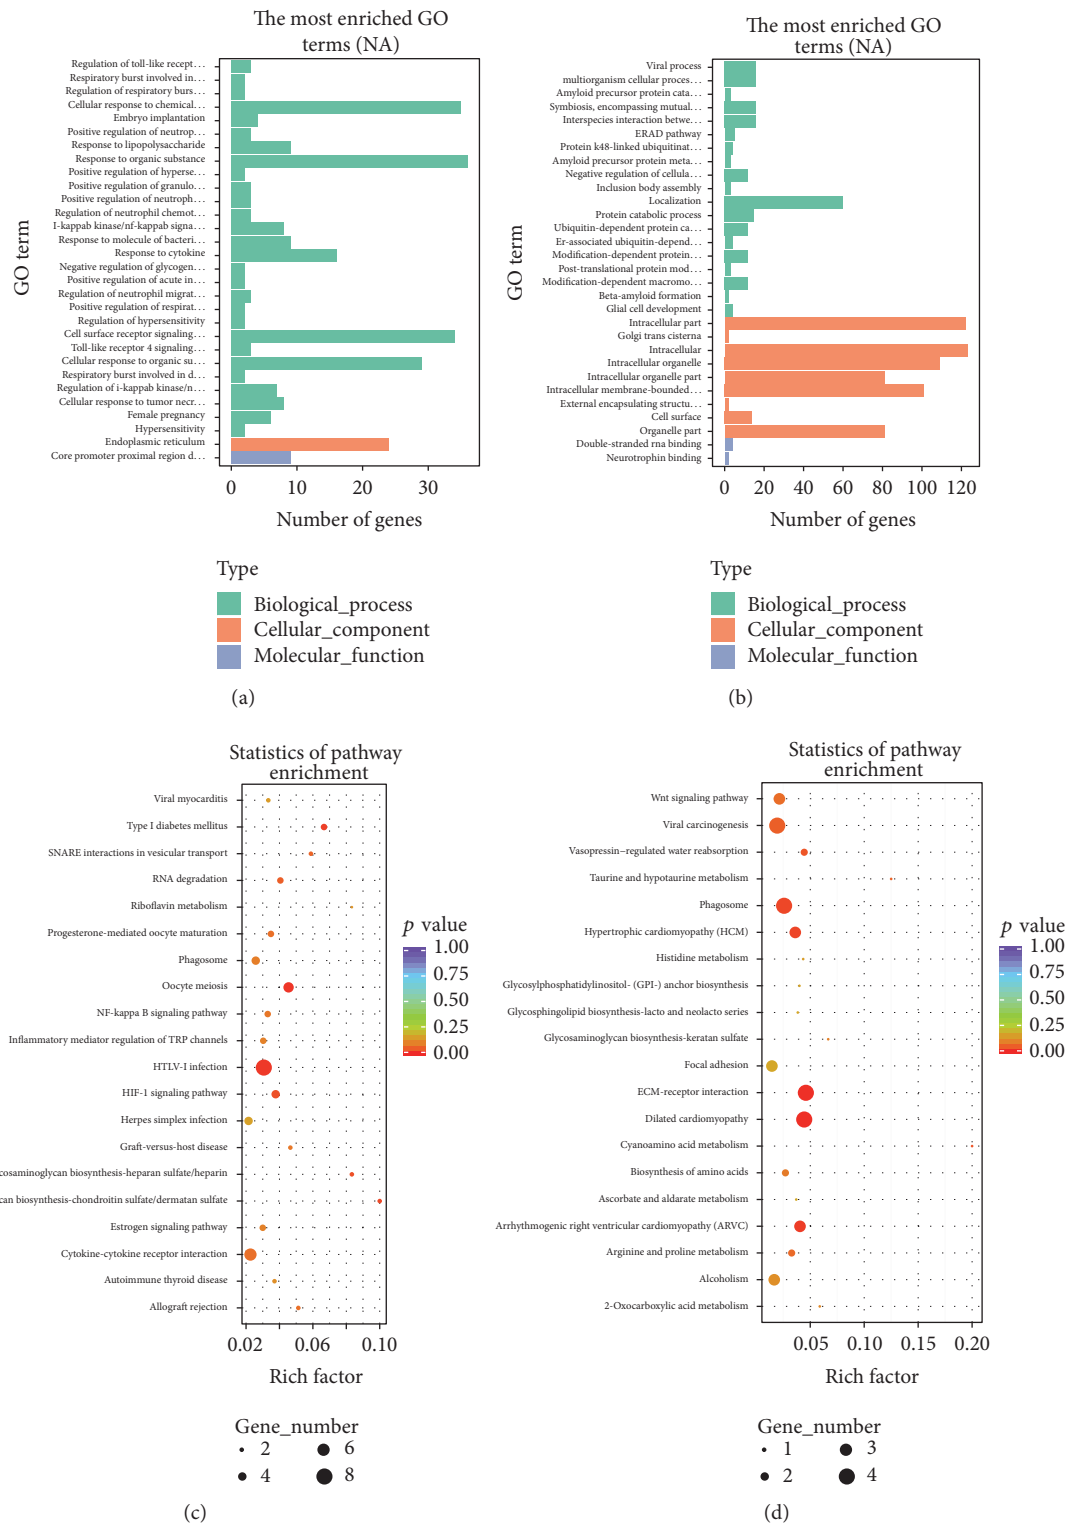 The most enriched GO
terms (NA)
GO term
Regulation of toll-like recept…
Respiratory burst involved in…
Regulation of respiratory burs…
Cellular response to chemical…
Embryo implantation
Positive regulation of neutrop…
Response to lipopolysaccharide
Response to organic substance
Positive regulation of hyperse…
Positive regulation of granulo…
Positive regulation of neutroph…
Regulation of neutrophil chemot…
I-kappab kinase/nf-kappab signa…
Response to molecule of bacteri…
Response to cytokine
Negative regulation of glycogen…
Positive regulation of acute in…
Regulation of neutrophil migrat…
Positive regulation of respirat…
Regulation of hypersensitivity
Cell surface receptor signaling…
Toll-like receptor 4 signaling…
Cellular response to organic su…
Respiratory burst involved in d…
Regulation of i-kappab kinase/n…
Cellular response to tumor necr…
Female pregnancy
Hypersensitivity
Endoplasmic reticulum
Core promoter proximal region d…
0 10 20 30
Number of genes
Type
Biological_process
Cellular_component
Molecular_function
(a)
The most enriched GO
terms (NA)
GO term
Viral process
multiorganism cellular proces…
Amyloid precursor protein cata…
Symbiosis, encompassing mutual…
Interspecies interaction betwe…
ERAD pathway
Protein k48-linked ubiquitinat…
Amyloid precursor protein meta…
Negative regulation of cellula…
Inclusion body assembly
Localization
Protein catabolic process
Ubiquitin-dependent protein ca…
Er-associated ubiquitin-depend…
Modification-dependent protein…
Post-translational protein mod…
Modification-dependent macromo…
Beta-amyloid formation
Glial cell development
Intracellular part
Golgi trans cisterna
Intracellular
Intracellular organelle
Intracellular organelle part
Intracellular membrane-bounded…
External encapsulating structu…
Cell surface
Organelle part
Double-stranded rna binding
Neurotrophin binding
0 20 40 60 80 100 120
Number of genes
Type
Biological_process
Cellular_component
Molecular_function
(b)
Statistics of pathway
enrichment
Viral myocarditis
Type I diabetes mellitus
SNARE interactions in vesicular transport
RNA degradation
Riboflavin metabolism
Progesterone-mediated oocyte maturation
Phagosome
Oocyte meiosis
NF-kappa B signaling pathway
Inflammatory mediator regulation of TRP channels
HTLV-I infection
HIF-1 signaling pathway
Herpes simplex infection
Graft-versus-host disease
cosaminoglycan biosynthesis-heparan sulfate/heparin
can biosynthesis-chondroitin sulfate/dermatan sulfate
Estrogen signaling pathway
Cytokine-cytokine receptor interaction
Autoimmune thyroid disease
Allograft rejection
0.02 0.06 0.10
Rich factor
p value
1.00
0.75
0.50
0.25
0.00
Gene_number
2 6
4 8
(c)
Statistics of pathway
enrichment
Wnt signaling pathway
Viral carcinogenesis
Vasopressin−regulated water reabsorption
Taurine and hypotaurine metabolism
Phagosome
Hypertrophic cardiomyopathy (HCM)
Histidine metabolism
Glycosylphosphatidylinositol- (GPI-) anchor biosynthesis
Glycosphingolipid biosynthesis-lacto and neolacto series
Glycosaminoglycan biosynthesis-keratan sulfate
Focal adhesion
ECM-receptor interaction
Dilated cardiomyopathy
Cyanoamino acid metabolism
Biosynthesis of amino acids
Ascorbate and aldarate metabolism
Arrhythmogenic right ventricular cardiomyopathy (ARVC)
Arginine and proline metabolism
Alcoholism
2-Oxocarboxylic acid metabolism
0.05 0.10 0.15 0.20
Rich factor
p value
1.00
0.75
0.50
0.25
0.00
Gene_number
1 3
2 4
(d)